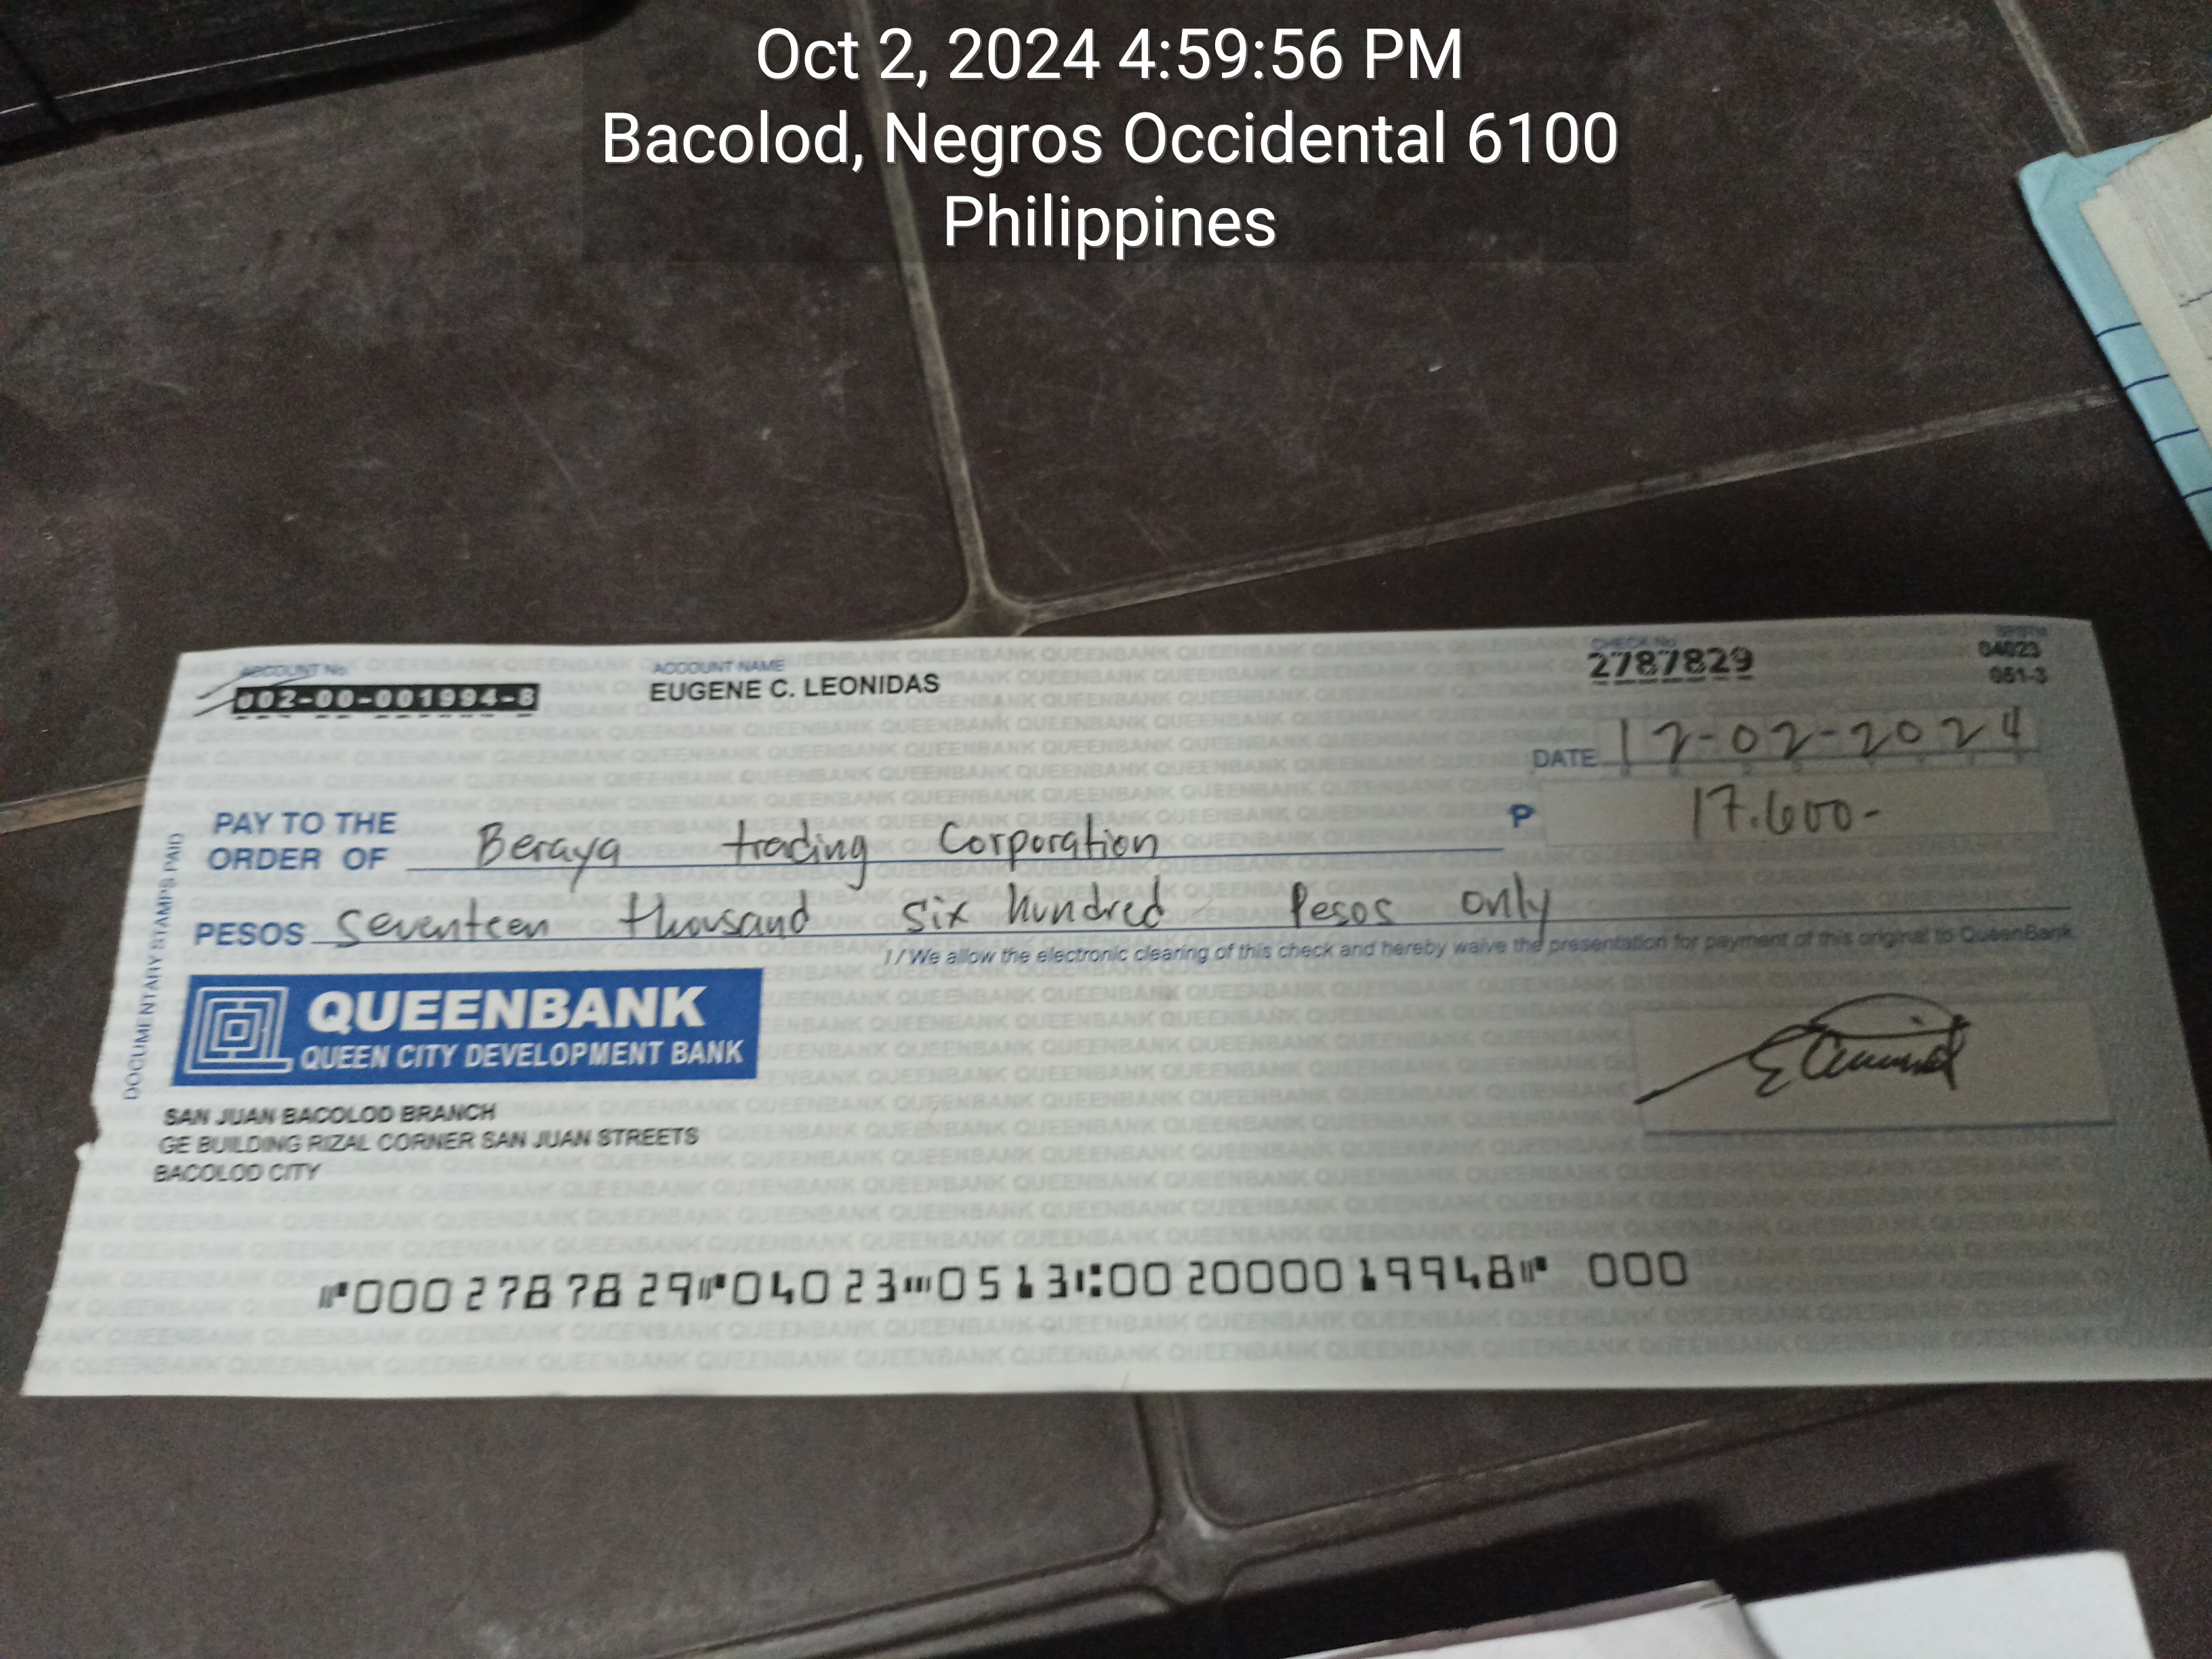 Oct 2, 2024 4:59:56 PM
Bacolod, Negros Occidental 6100
Philippines
ACCOUNT No.
002-00-001994-8
ACCOUNT NAME
EUGENE C. LEONIDAS
CHECK No.
2787829
BRSTN
04023
051-3
DATE 12-02-2024
PAY TO THE
ORDER OF Beraya trading Corporation
P 17.600-
PESOS Seventeen thousand six hundred Pesos only
I / We allow the electronic clearing of this check and hereby waive the presentation for payment of this original to QueenBank
DOCUMENTARY STAMPS PAID
QUEENBANK
QUEEN CITY DEVELOPMENT BANK
SAN JUAN BACOLOD BRANCH
GE BUILDING RIZAL CORNER SAN JUAN STREETS
BACOLOD CITY
⑈0002787829⑈04023⑉0513⑆002000019948⑈ 000